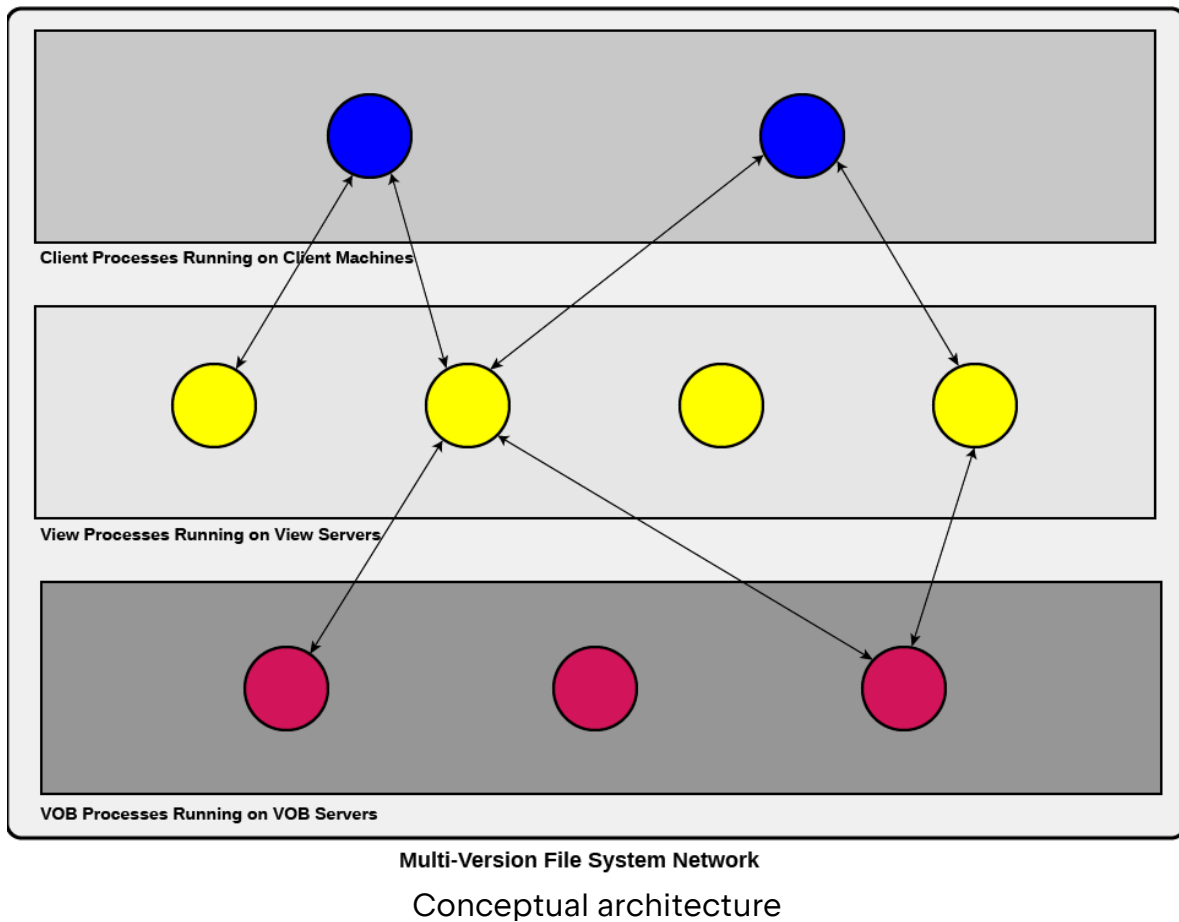 Client Processes Running on Client Machines
View Processes Running on View Servers
VOB Processes Running on VOB Servers
Multi-Version File System Network
Conceptual architecture